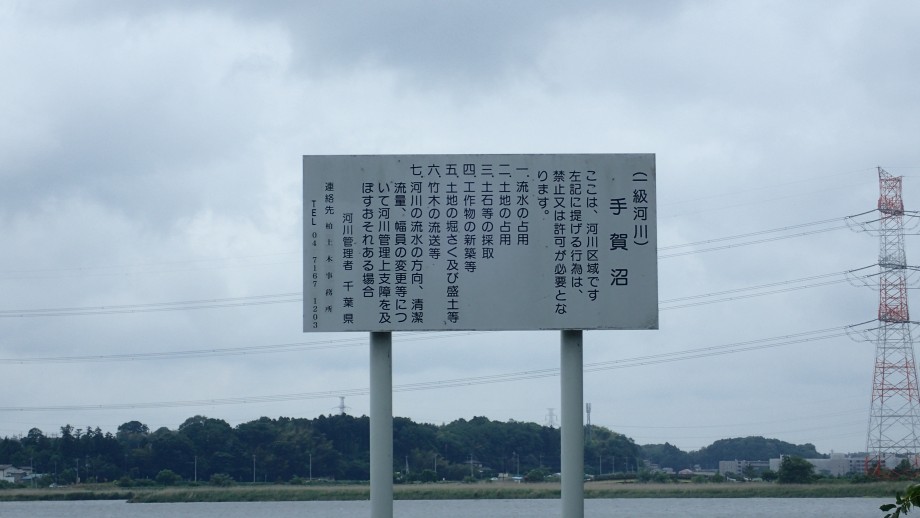 (一級河川)
手賀沼
ここは、河川区域です
左記に提げる行為は、
禁止又は許可が必要とな
ります。
一、流水の占用
二、土地の占用
三、土石等の採取
四、工作物の新築等
五、土地の堀さく及び盛土等
六、竹木の流送等
七、河川の流水の方向、清潔
流量、幅員の変更等につ
いて河川管理上支障を及
ぼすおそれある場合
河川管理者 千葉県
連絡先 柏土木事務所
TEL 04 7167 1203